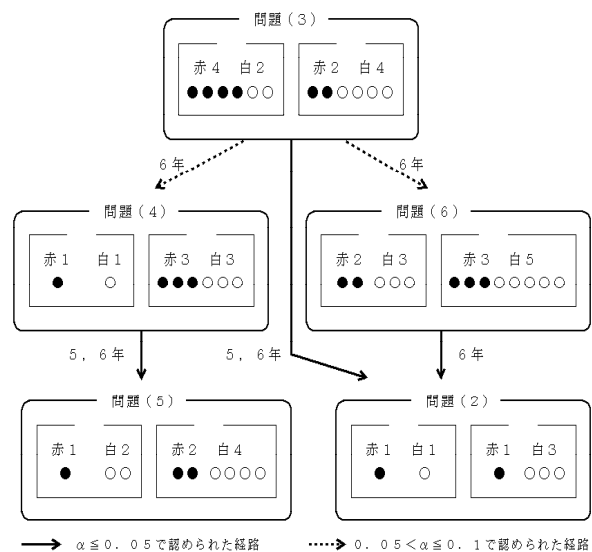 問題(3)
赤4 白2 赤2 白4
6年 6年
問題(4) 問題(6)
赤1 白1 赤3 白3 赤2 白3 赤3 白5
5,6年 5,6年 6年
問題(5) 問題(2)
赤1 白2 赤2 白4 赤1 白1 赤1 白3
α≦0.05で認められた経路 0.05<α≦0.1で認められた経路